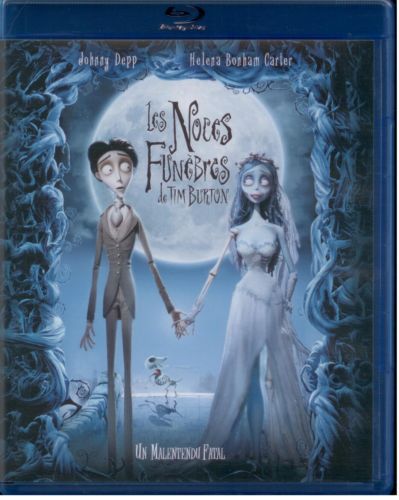 Blu-ray Disc
Johnny Depp Helena Bonham Carter
Les Noces
Funèbres
de Tim Burton
Un Malentendu Fatal